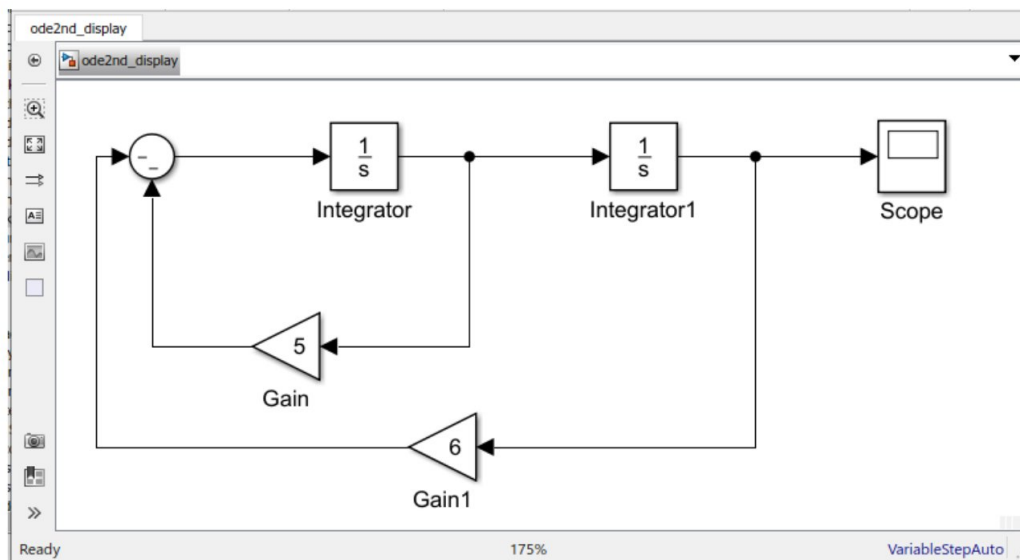 ode2nd_display
ode2nd_display
1
s
Integrator
1
s
Integrator1
Scope
5
Gain
6
Gain1
Ready
175%
VariableStepAuto